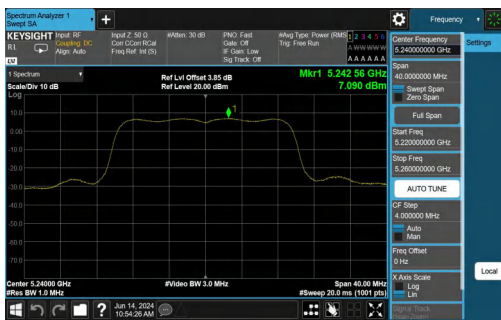 Spectrum Analyzer 1
Swept SA
Frequency
KEYSIGHT
Input: RF
Input Z: 50 Ω
#Atten: 30 dB
PNO: Fast
#Avg Type: Power (RMS
1 2 3 4 5 6
RL
Coupling: DC
Corr CCorr RCal
Gate: Off
Trig: Free Run
A W W W W W
Align: Auto
Freq Ref: Int (S)
IF Gain: Low
A A A A A A
Sig Track: Off
LV
1 Spectrum
Scale/Div 10 dB
Log
Ref Lvl Offset 3.85 dB
Ref Level 20.00 dBm
Mkr1 5.242 56 GHz
7.090 dBm
1
10.0
0.00
-10.0
-20.0
-30.0
-40.0
-50.0
-60.0
-70.0
Center 5.24000 GHz
#Video BW 3.0 MHz
Span 40.00 MHz
#Res BW 1.0 MHz
#Sweep 20.0 ms (1001 pts)
Jun 14, 2024
10:54:26 AM
?
Center Frequency
5.240000000 GHz
Settings
Span
40.0000000 MHz
Swept Span
Zero Span
Full Span
Start Freq
5.220000000 GHz
Stop Freq
5.260000000 GHz
AUTO TUNE
CF Step
4.000000 MHz
Auto
Man
Freq Offset
0 Hz
X Axis Scale
Log
Lin
Local
Signal Track